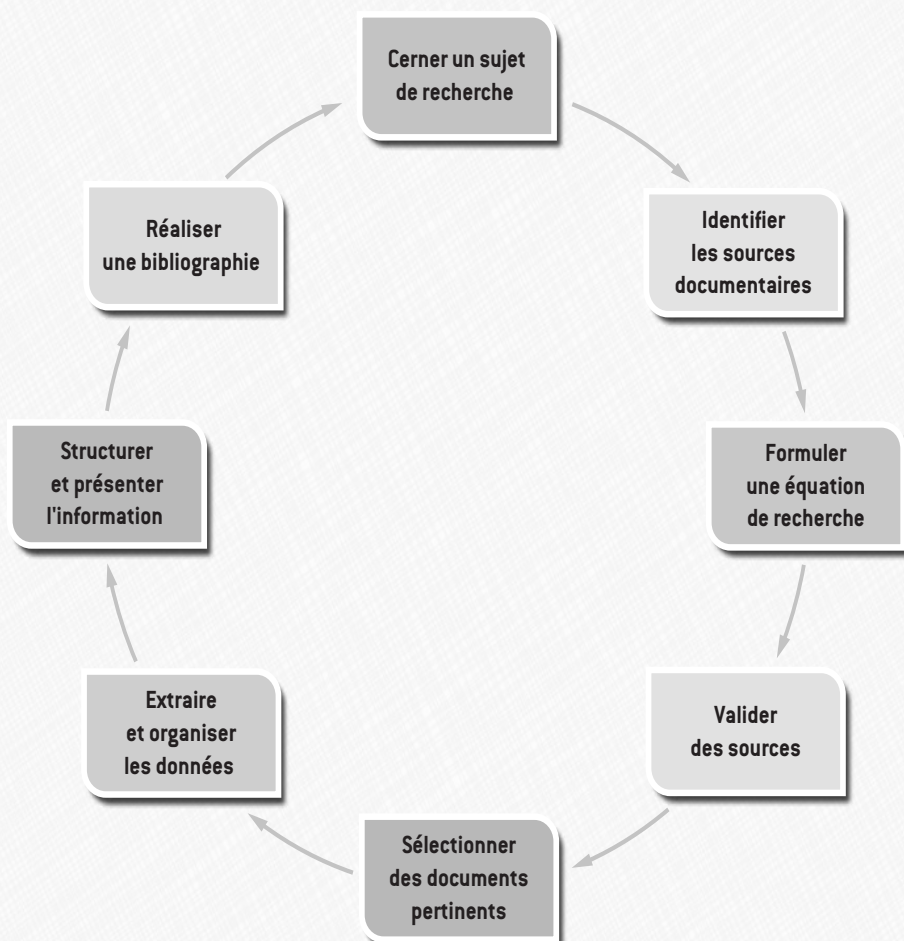 Cerner un sujet
de recherche
Identifier
les sources
documentaires
Formuler
une équation
de recherche
Valider
des sources
Sélectionner
des documents
pertinents
Extraire
et organiser
les données
Structurer
et présenter
l'information
Réaliser
une bibliographie